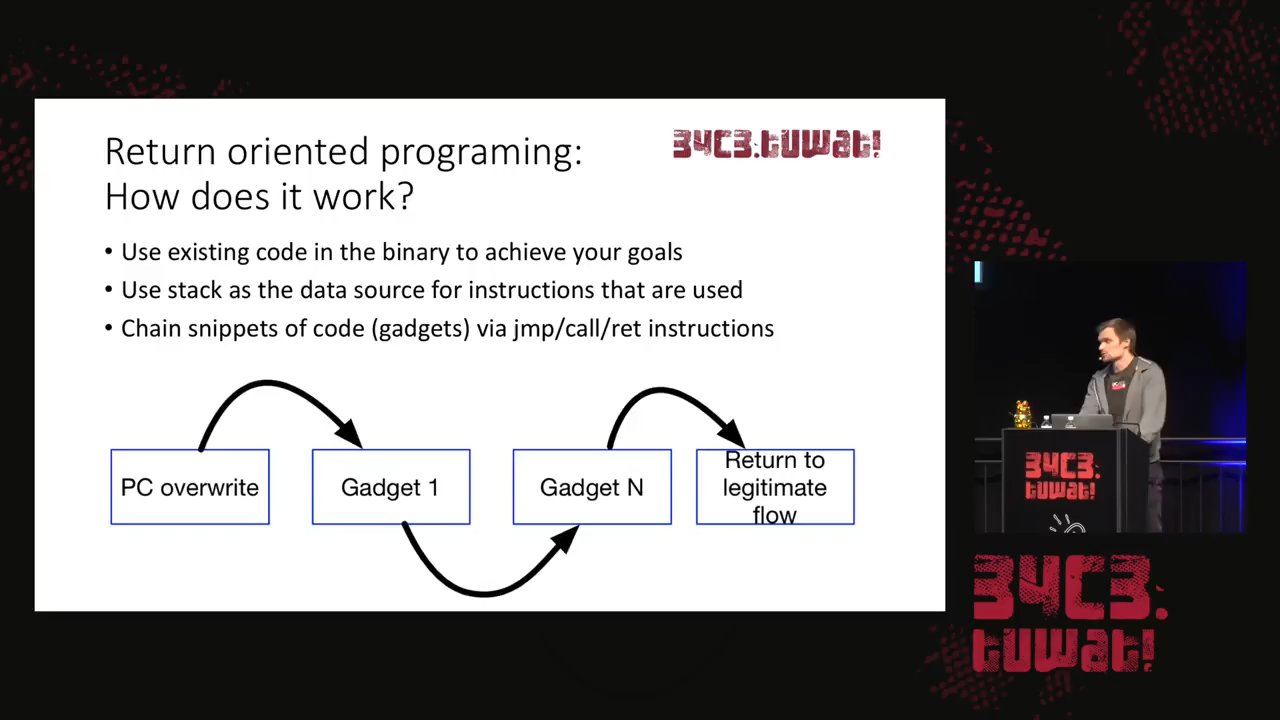 Return oriented programing:
How does it work?
34C3.tuwat!
• Use existing code in the binary to achieve your goals
• Use stack as the data source for instructions that are used
• Chain snippets of code (gadgets) via jmp/call/ret instructions
PC overwrite
Gadget 1
Gadget N
Return to
legitimate
flow
34C3.
tuwat!
34C3.
tuwat!